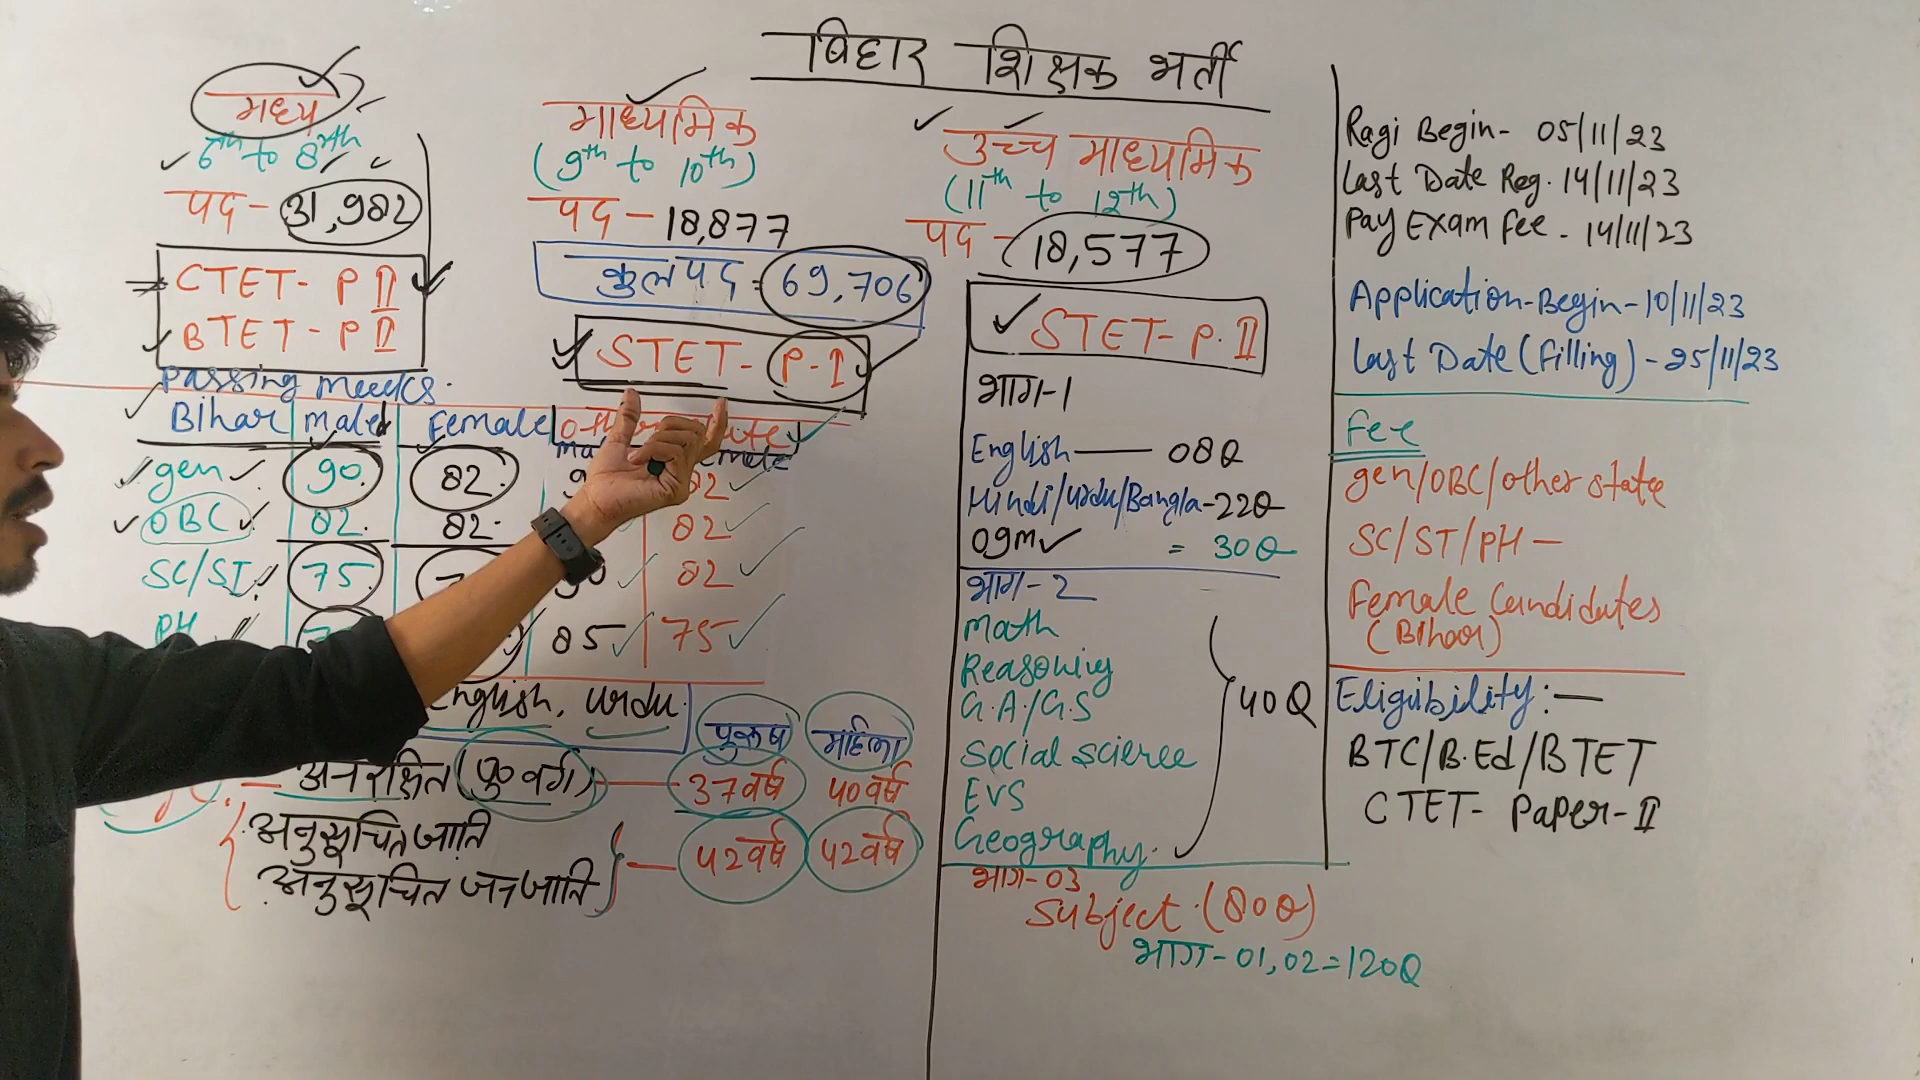 बिहार शिक्षक भर्ती
मध्य
6th to 8th
पद - 31,982
CTET- P II
BTET - P II
माध्यमिक
(9th to 10th)
पद - 18,877
कुल पद = 69,706
STET- P-I
उच्च माध्यमिक
(11th to 12th)
पद - 18,577
STET- P. II
Passing
Bihar male Female
gen 90. 82. 82
OBC 82. 82. 82
SC/ST 75 82
PH 85 75
English, urdu.
पुरुष महिला
अनारक्षित (पु० वर्ग) - 37 वर्ष 40 वर्ष
अनुसूचित जाति
अनुसूचित जनजाति - 42 वर्ष 42 वर्ष
भाग-1
English - 08Q
Hindi/urdu/Bangla-22Q
= 30Q
भाग-2
Math
Reasoning
G.A./G.S
Social Science
EVS
Geography.
40Q
भाग-03
Subject. (80Q)
भाग-01,02=120Q
Ragi Begin- 05/11/23
Last Date Reg. 14/11/23
Pay Exam Fee - 14/11/23
Application-Begin-10/11/23
Last Date (Filling) - 25/11/23
Fee
gen/OBC/other state
SC/ST/PH -
Female Candidates
(Bihar)
Eligibility:-
BTC/B.Ed/BTET
CTET- Paper-II